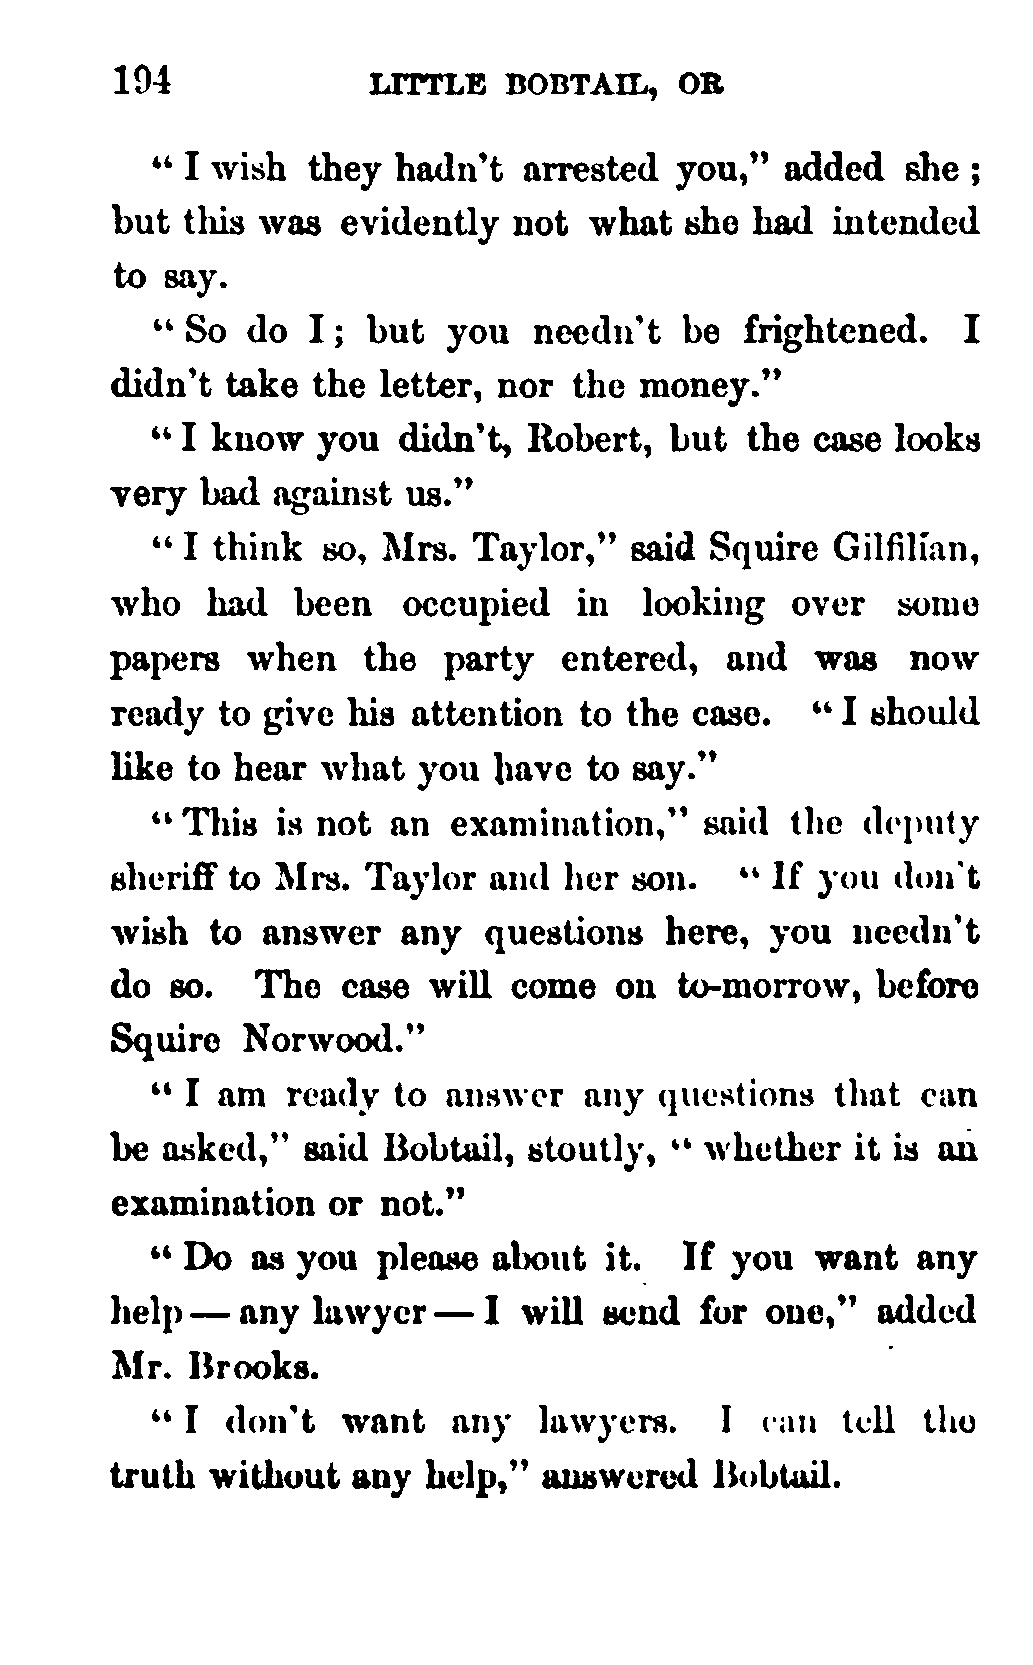 194 LITTLE BOBTAIL, OR
“ I wish they hadn't arrested you,” added she ;
but this was evidently not what she had intended
to say.
“ So do I ; but you needn't be frightened. I
didn't take the letter, nor the money.”
“ I know you didn't, Robert, but the case looks
very bad against us.”
“ I think so, Mrs. Taylor,” said Squire Gilfilian,
who had been occupied in looking over some
papers when the party entered, and was now
ready to give his attention to the case. “ I should
like to hear what you have to say.”
“ This is not an examination,” said the deputy
sheriff to Mrs. Taylor and her son. “ If you don't
wish to answer any questions here, you needn't
do so. The case will come on to-morrow, before
Squire Norwood.”
“ I am ready to answer any questions that can
be asked,” said Bobtail, stoutly, “ whether it is an
examination or not.”
“ Do as you please about it. If you want any
help — any lawyer — I will send for one,” added
Mr. Brooks.
“ I don't want any lawyers. I can tell the
truth without any help,” answered Bobtail.